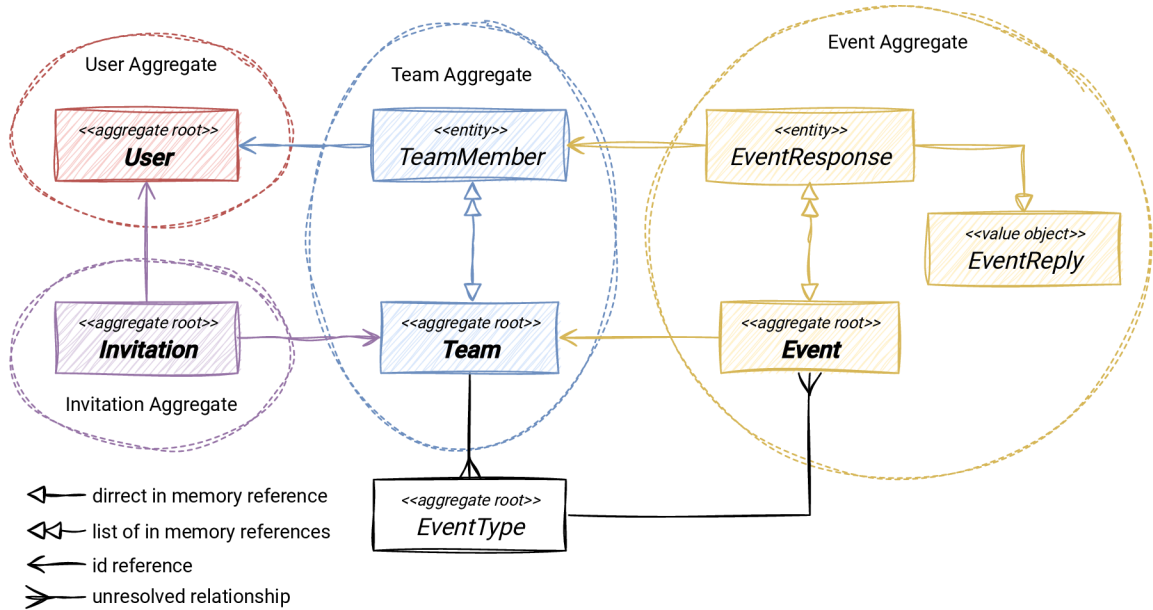 User Aggregate
Team Aggregate
Event Aggregate
<<aggregate root>>
User
<<entity>>
TeamMember
<<entity>>
EventResponse
<<value object>>
EventReply
<<aggregate root>>
Invitation
<<aggregate root>>
Team
<<aggregate root>>
Event
Invitation Aggregate
<<aggregate root>>
EventType
dirrect in memory reference
list of in memory references
id reference
unresolved relationship